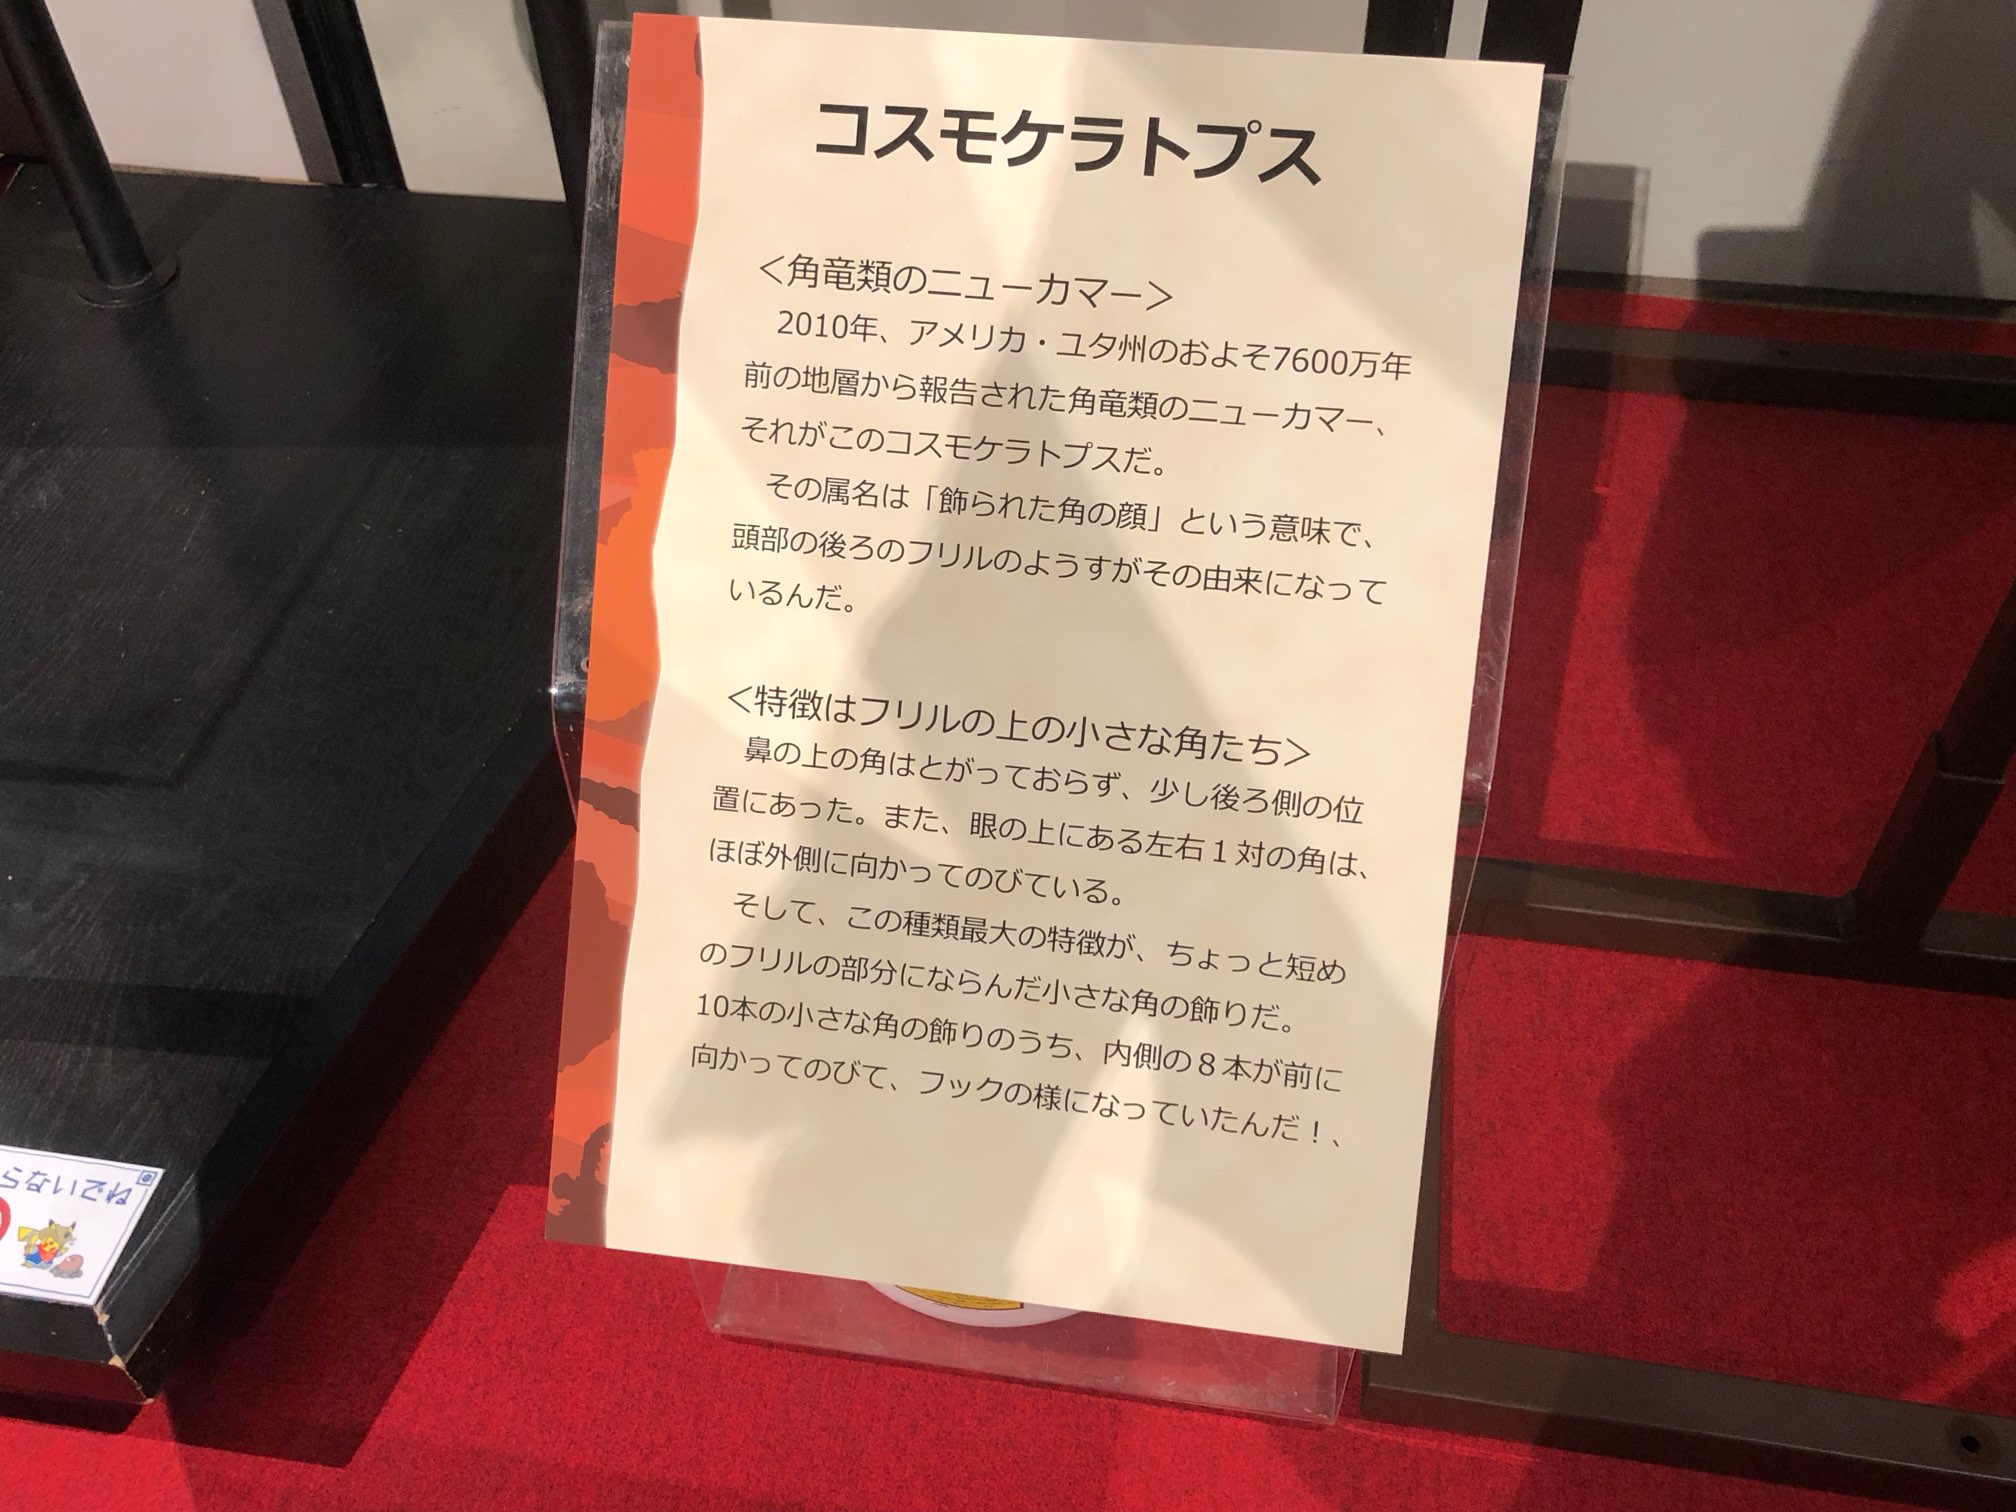 コスモケラトプス
＜角竜類のニューカマー＞
2010年、アメリカ・ユタ州のおよそ7600万年
前の地層から報告された角竜類のニューカマー、
それがこのコスモケラトプスだ。
その属名は「飾られた角の顔」という意味で、
頭部の後ろのフリルのようすがその由来になって
いるんだ。
＜特徴はフリルの上の小さな角たち＞
鼻の上の角はとがっておらず、少し後ろ側の位
置にあった。また、眼の上にある左右１対の角は、
ほぼ外側に向かってのびている。
そして、この種類最大の特徴が、ちょっと短め
のフリルの部分にならんだ小さな角の飾りだ。
10本の小さな角の飾りのうち、内側の８本が前に
向かってのびて、フックの様になっていたんだ！、